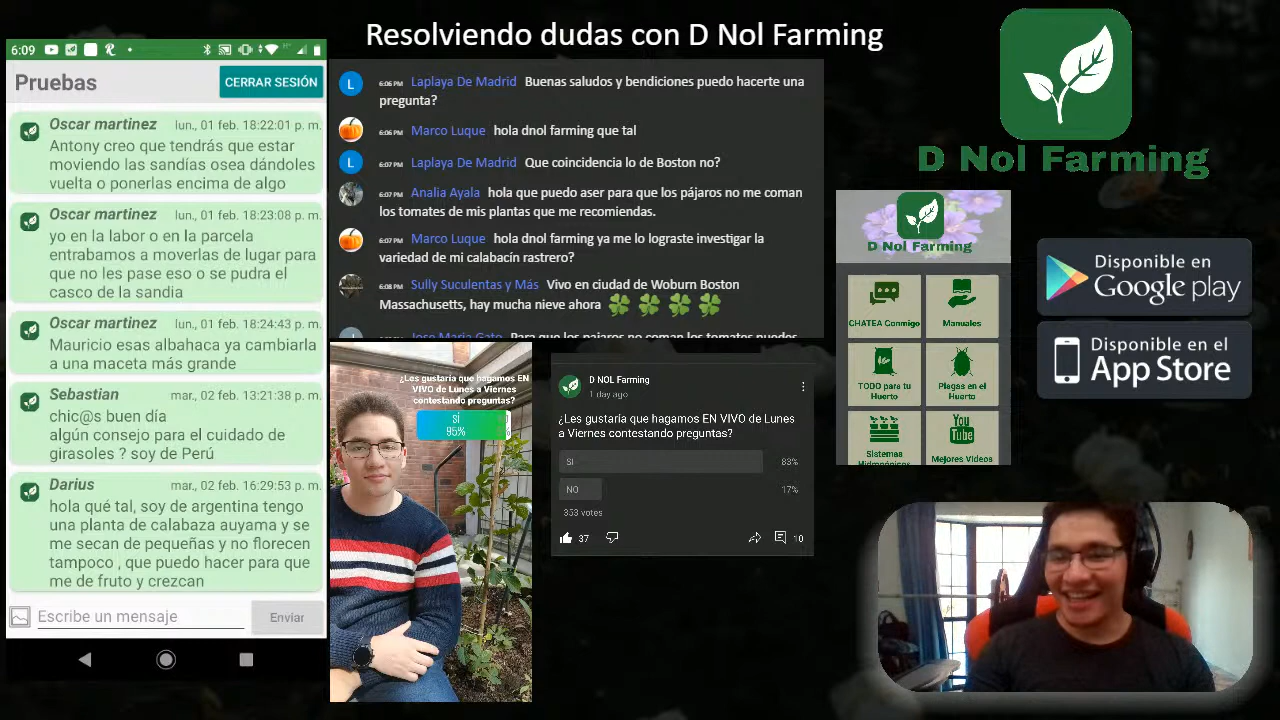 Resolviendo dudas con D Nol Farming
6:09
Pruebas
CERRAR SESIÓN
Oscar martinez lun., 01 feb. 18:22:01 p. m.
Antony creo que tendrás que estar
moviendo las sandías osea dándoles
vuelta o ponerlas encima de algo
Oscar martinez lun., 01 feb. 18:23:08 p. m.
yo en la labor o en la parcela
entrabamos a moverlas de lugar para
que no les pase eso o se pudra el
casco de la sandia
Oscar martinez lun., 01 feb. 18:24:43 p. m.
Mauricio esas albahaca ya cambiarla
a una maceta más grande
Sebastian mar., 02 feb. 13:21:38 p. m.
chic@s buen día
algún consejo para el cuidado de
girasoles ? soy de Perú
Darius mar., 02 feb. 16:29:53 p. m.
hola qué tal, soy de argentina tengo
una planta de calabaza auyama y se
me secan de pequeñas y no florecen
tampoco , que puedo hacer para que
me de fruto y crezcan
Escribe un mensaje
Enviar
L 6:06 PM Laplaya De Madrid Buenas saludos y bendiciones puedo hacerte una
pregunta?
6:06 PM Marco Luque hola dnol farming que tal
L 6:07 PM Laplaya De Madrid Que coincidencia lo de Boston no?
6:07 PM Analia Ayala hola que puedo aser para que los pájaros no me coman
los tomates de mis plantas que me recomiendas.
6:07 PM Marco Luque hola dnol farming ya me lo lograste investigar la
variedad de mi calabacín rastrero?
6:08 PM Sully Suculentas y Más Vivo en ciudad de Woburn Boston
Massachusetts, hay mucha nieve ahora
Jose Maria Gato Para que los pajaros no coman los tomates puedes
¿Les gustaría que hagamos EN
VIVO de Lunes a Viernes
contestando preguntas?
SÍ
95%
D NOL Farming
1 day ago
¿Les gustaría que hagamos EN VIVO de Lunes
a Viernes contestando preguntas?
SI 83%
NO 17%
353 votes
37
10
D Nol Farming
D Nol Farming
CHATEA Conmigo
Manuales
TODO para tu
Huerto
Plagas en el
Huerto
Sistemas
Hidropónicos
You
Tube
Mejores Videos
Disponible en
Google play
Disponible en el
App Store